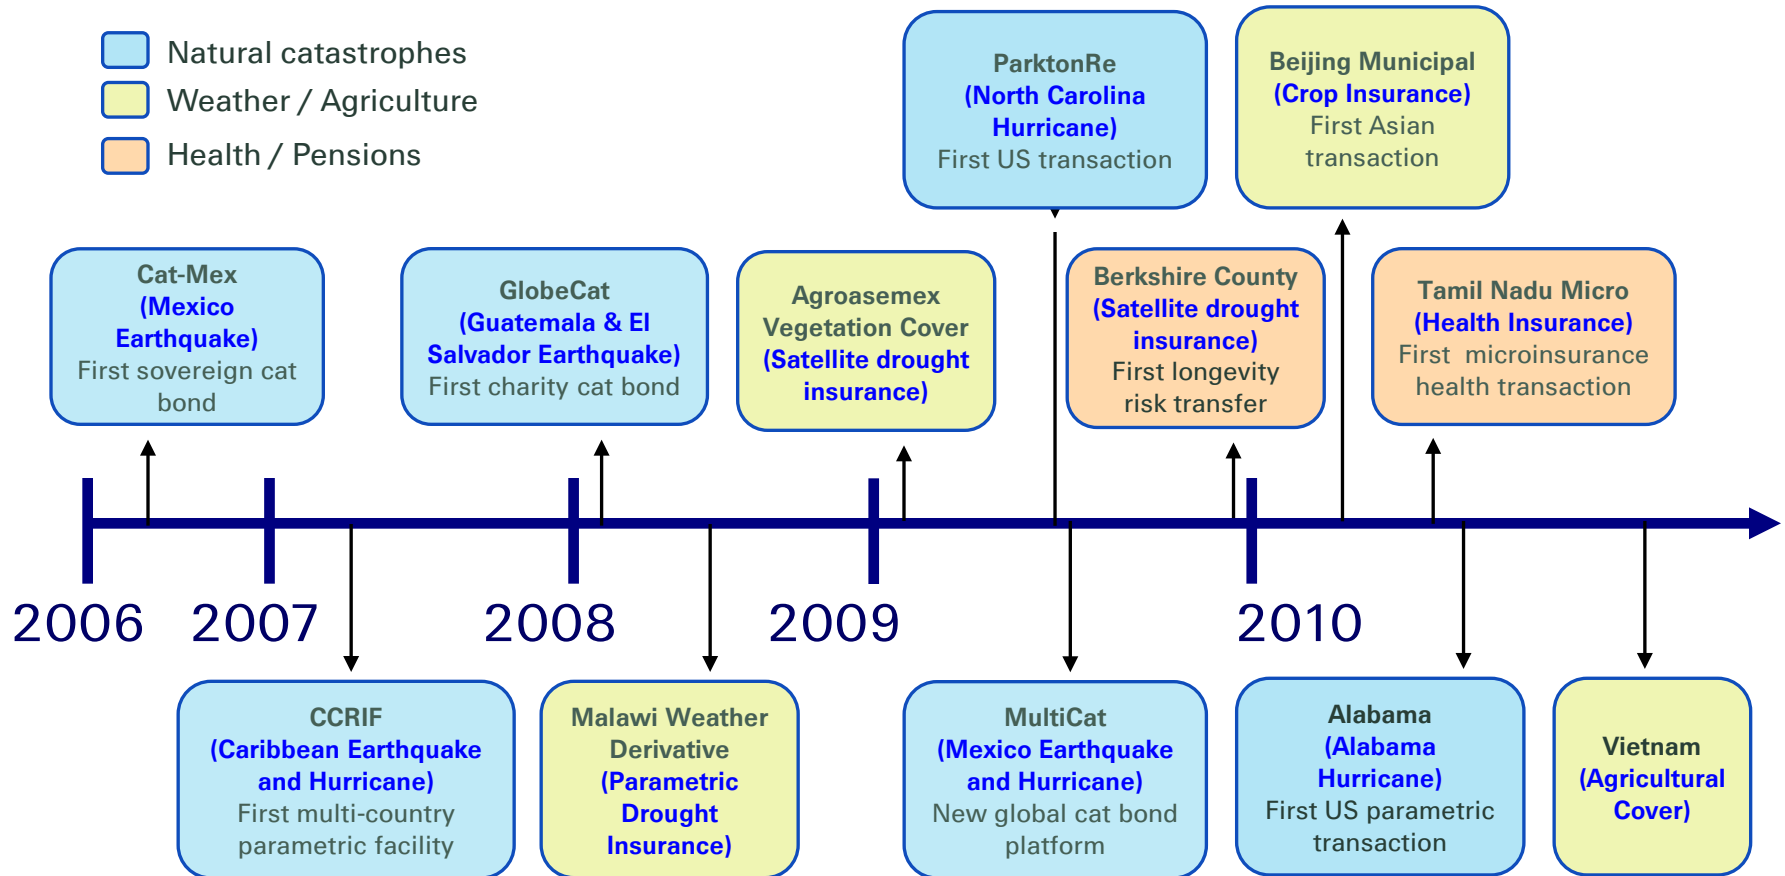 Natural catastrophes
Weather / Agriculture
Health / Pensions
ParktonRe
(North Carolina
Hurricane)
First US transaction
Beijing Municipal
(Crop Insurance)
First Asian
transaction
Cat-Mex
(Mexico
Earthquake)
First sovereign cat
bond
GlobeCat
(Guatemala & El
Salvador Earthquake)
First charity cat bond
Agroasemex
Vegetation Cover
(Satellite drought
insurance)
Berkshire County
(Satellite drought
insurance)
First longevity
risk transfer
Tamil Nadu Micro
(Health Insurance)
First microinsurance
health transaction
2006
2007
2008
2009
2010
CCRIF
(Caribbean Earthquake
and Hurricane)
First multi-country
parametric facility
Malawi Weather
Derivative
(Parametric
Drought
Insurance)
MultiCat
(Mexico Earthquake
and Hurricane)
New global cat bond
platform
Alabama
(Alabama
Hurricane)
First US parametric
transaction
Vietnam
(Agricultural
Cover)